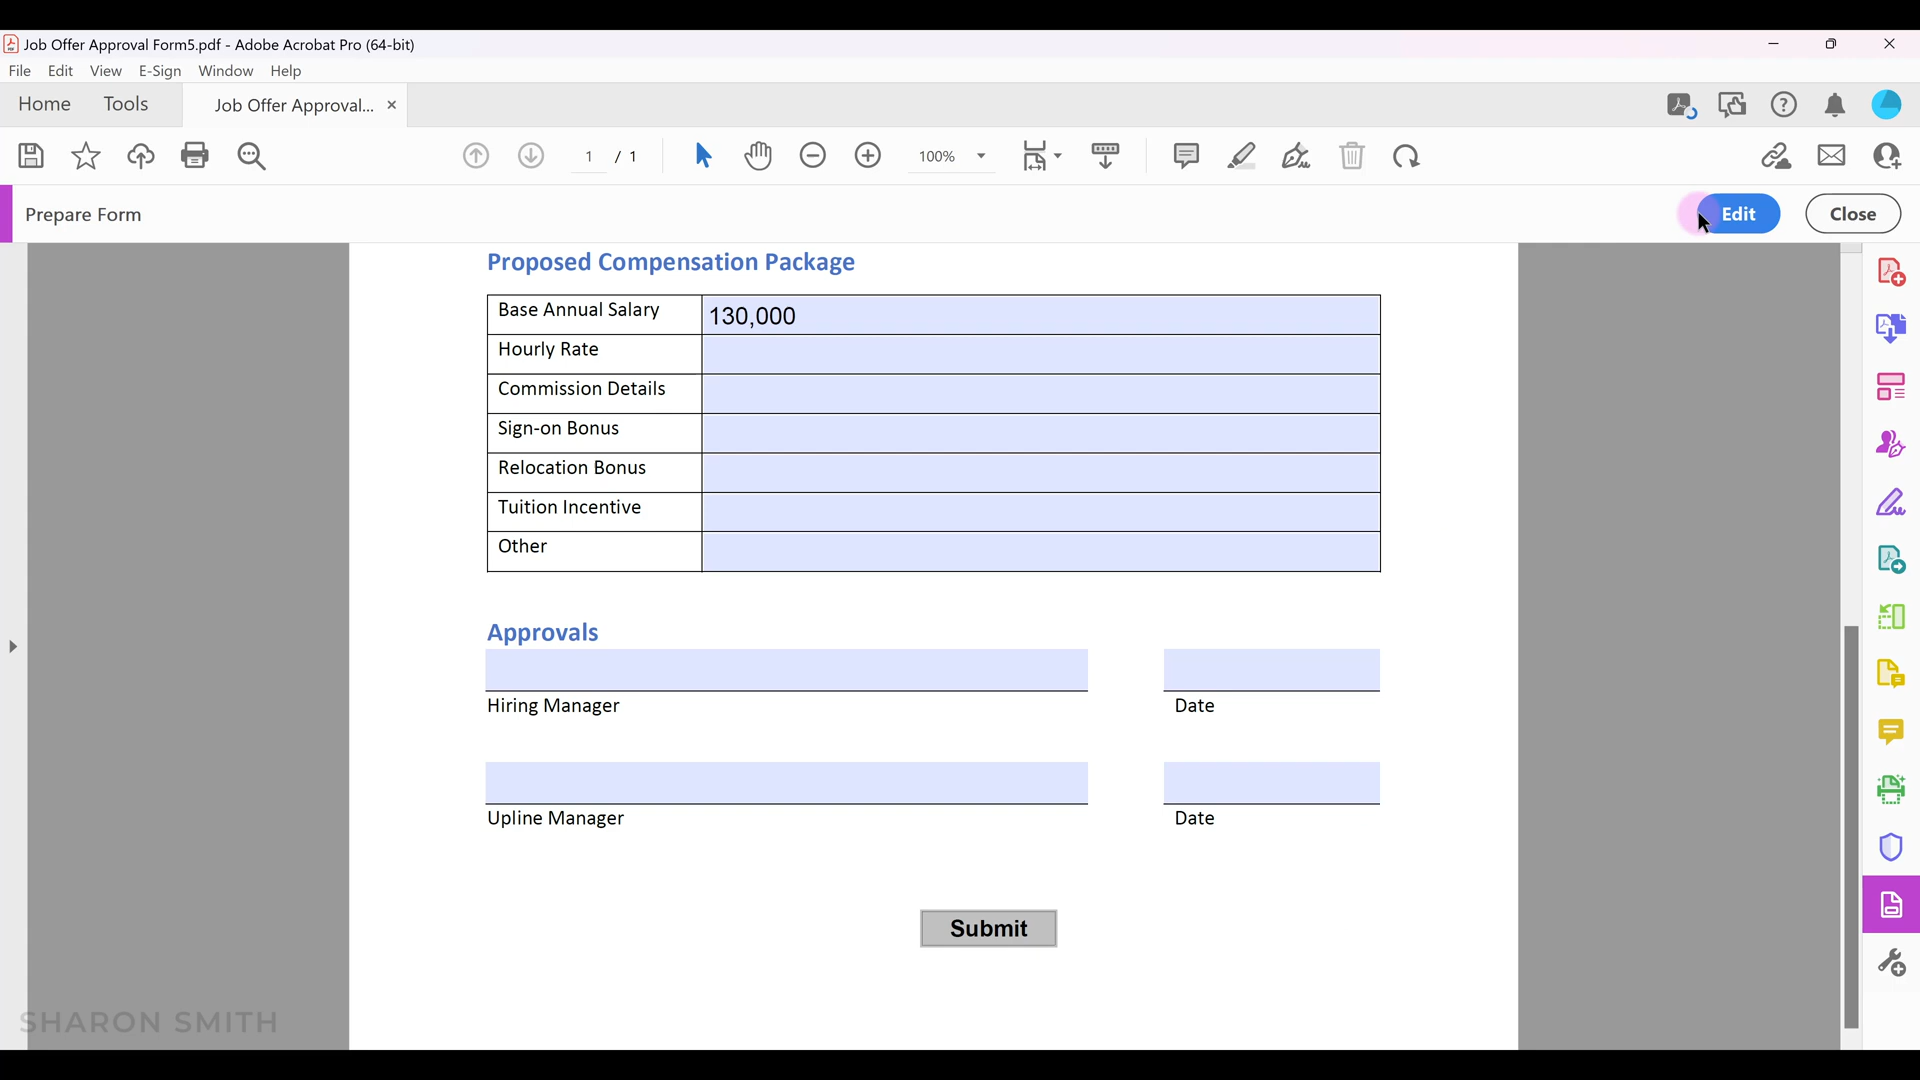 Job Offer Approval Form5.pdf - Adobe Acrobat Pro (64-bit)
File Edit View E-Sign Window Help
Home Tools Job Offer Approval... ×
1 / 1 100%
Prepare Form Edit Close
Proposed Compensation Package
Base Annual Salary 130,000
Hourly Rate
Commission Details
Sign-on Bonus
Relocation Bonus
Tuition Incentive
Other
Approvals
Hiring Manager Date
Upline Manager Date
Submit
SHARON SMITH